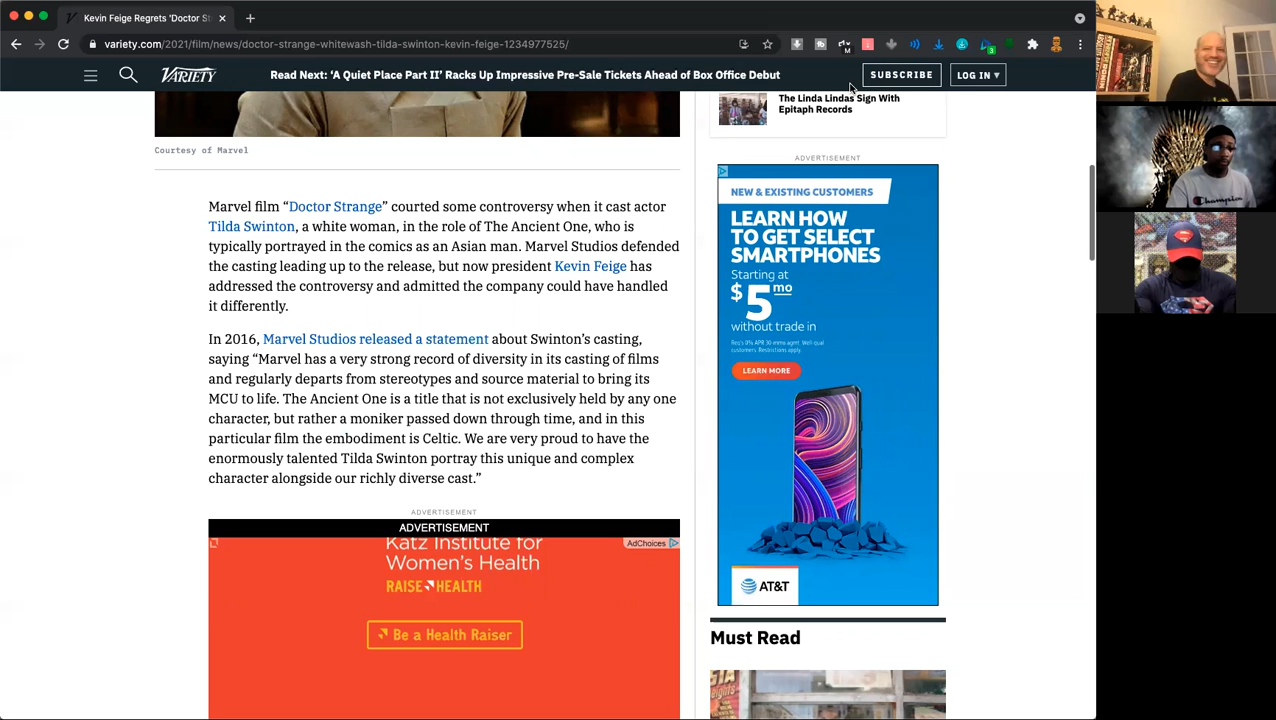 Kevin Feige Regrets 'Doctor St
variety.com/2021/film/news/doctor-strange-whitewash-tilda-swinton-kevin-feige-1234977525/
VARIETY
Read Next: ‘A Quiet Place Part II’ Racks Up Impressive Pre-Sale Tickets Ahead of Box Office Debut
SUBSCRIBE
LOG IN ▾
Courtesy of Marvel
Marvel film “Doctor Strange” courted some controversy when it cast actor
Tilda Swinton, a white woman, in the role of The Ancient One, who is
typically portrayed in the comics as an Asian man. Marvel Studios defended
the casting leading up to the release, but now president Kevin Feige has
addressed the controversy and admitted the company could have handled
it differently.
In 2016, Marvel Studios released a statement about Swinton’s casting,
saying “Marvel has a very strong record of diversity in its casting of films
and regularly departs from stereotypes and source material to bring its
MCU to life. The Ancient One is a title that is not exclusively held by any one
character, but rather a moniker passed down through time, and in this
particular film the embodiment is Celtic. We are very proud to have the
enormously talented Tilda Swinton portray this unique and complex
character alongside our richly diverse cast.”
ADVERTISEMENT
ADVERTISEMENT
Katz Institute for
Women's Health
AdChoices
RAISE HEALTH
Be a Health Raiser
The Linda Lindas Sign With
Epitaph Records
ADVERTISEMENT
NEW & EXISTING CUSTOMERS
LEARN HOW
TO GET SELECT
SMARTPHONES
Starting at
$5 mo
without trade in
Req's 0% APR 30-mo agmt. Well qual
customers. Restrictions apply.
LEARN MORE
AT&T
Must Read
Champion